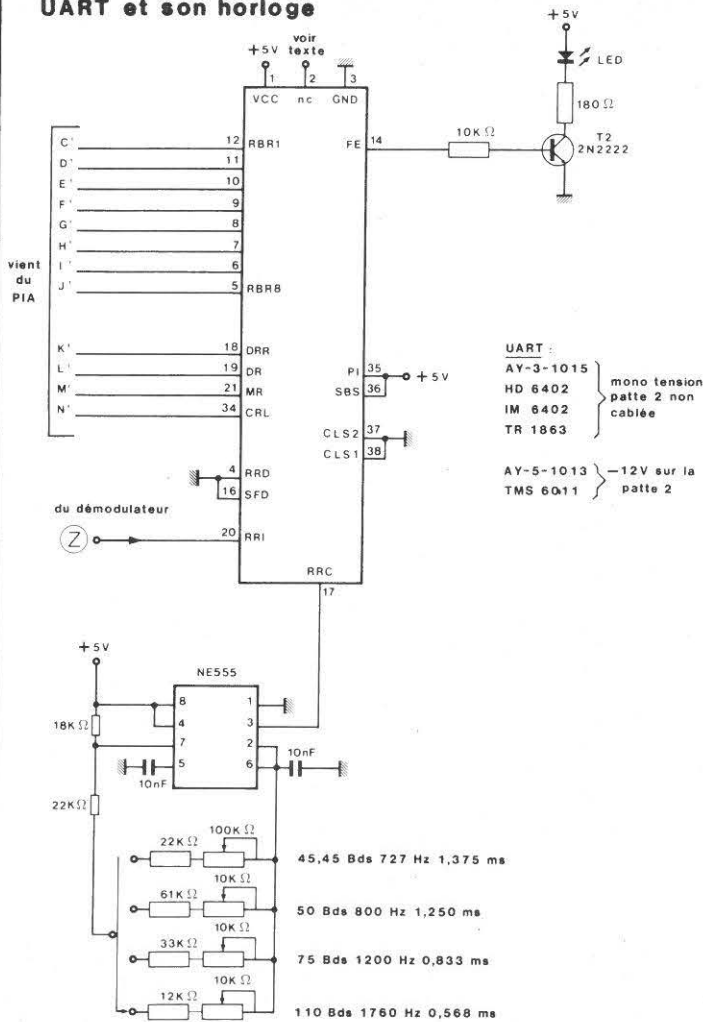 UART et son horloge
+5V
voir
texte
1
2
3
VCC
nc
GND
+5V
LED
180 Ω
T2
2N2222
10K Ω
14
FE
vient
du
PIA
C' 12 RBR1
D' 11
E' 10
F' 9
G' 8
H' 7
I' 6
J' 5 RBR8
K' 18 DRR
L' 19 DR
M' 21 MR
N' 34 CRL
PI 35
SBS 36
+5V
CLS2 37
CLS1 38
4 RRD
16 SFD
du démodulateur
Z
20 RRI
RRC
17
UART :
AY-3-1015
HD 6402
IM 6402
TR 1863
mono tension
patte 2 non
cablée
AY-5-1013
TMS 6011
-12V sur la
patte 2
+5V
NE555
8
4
7
5
1
3
2
6
18K Ω
10nF
10nF
22K Ω
22K Ω
100K Ω
45,45 Bds 727 Hz 1,375 ms
61K Ω
10K Ω
50 Bds 800 Hz 1,250 ms
33K Ω
10K Ω
75 Bds 1200 Hz 0,833 ms
12K Ω
10K Ω
110 Bds 1760 Hz 0,568 ms